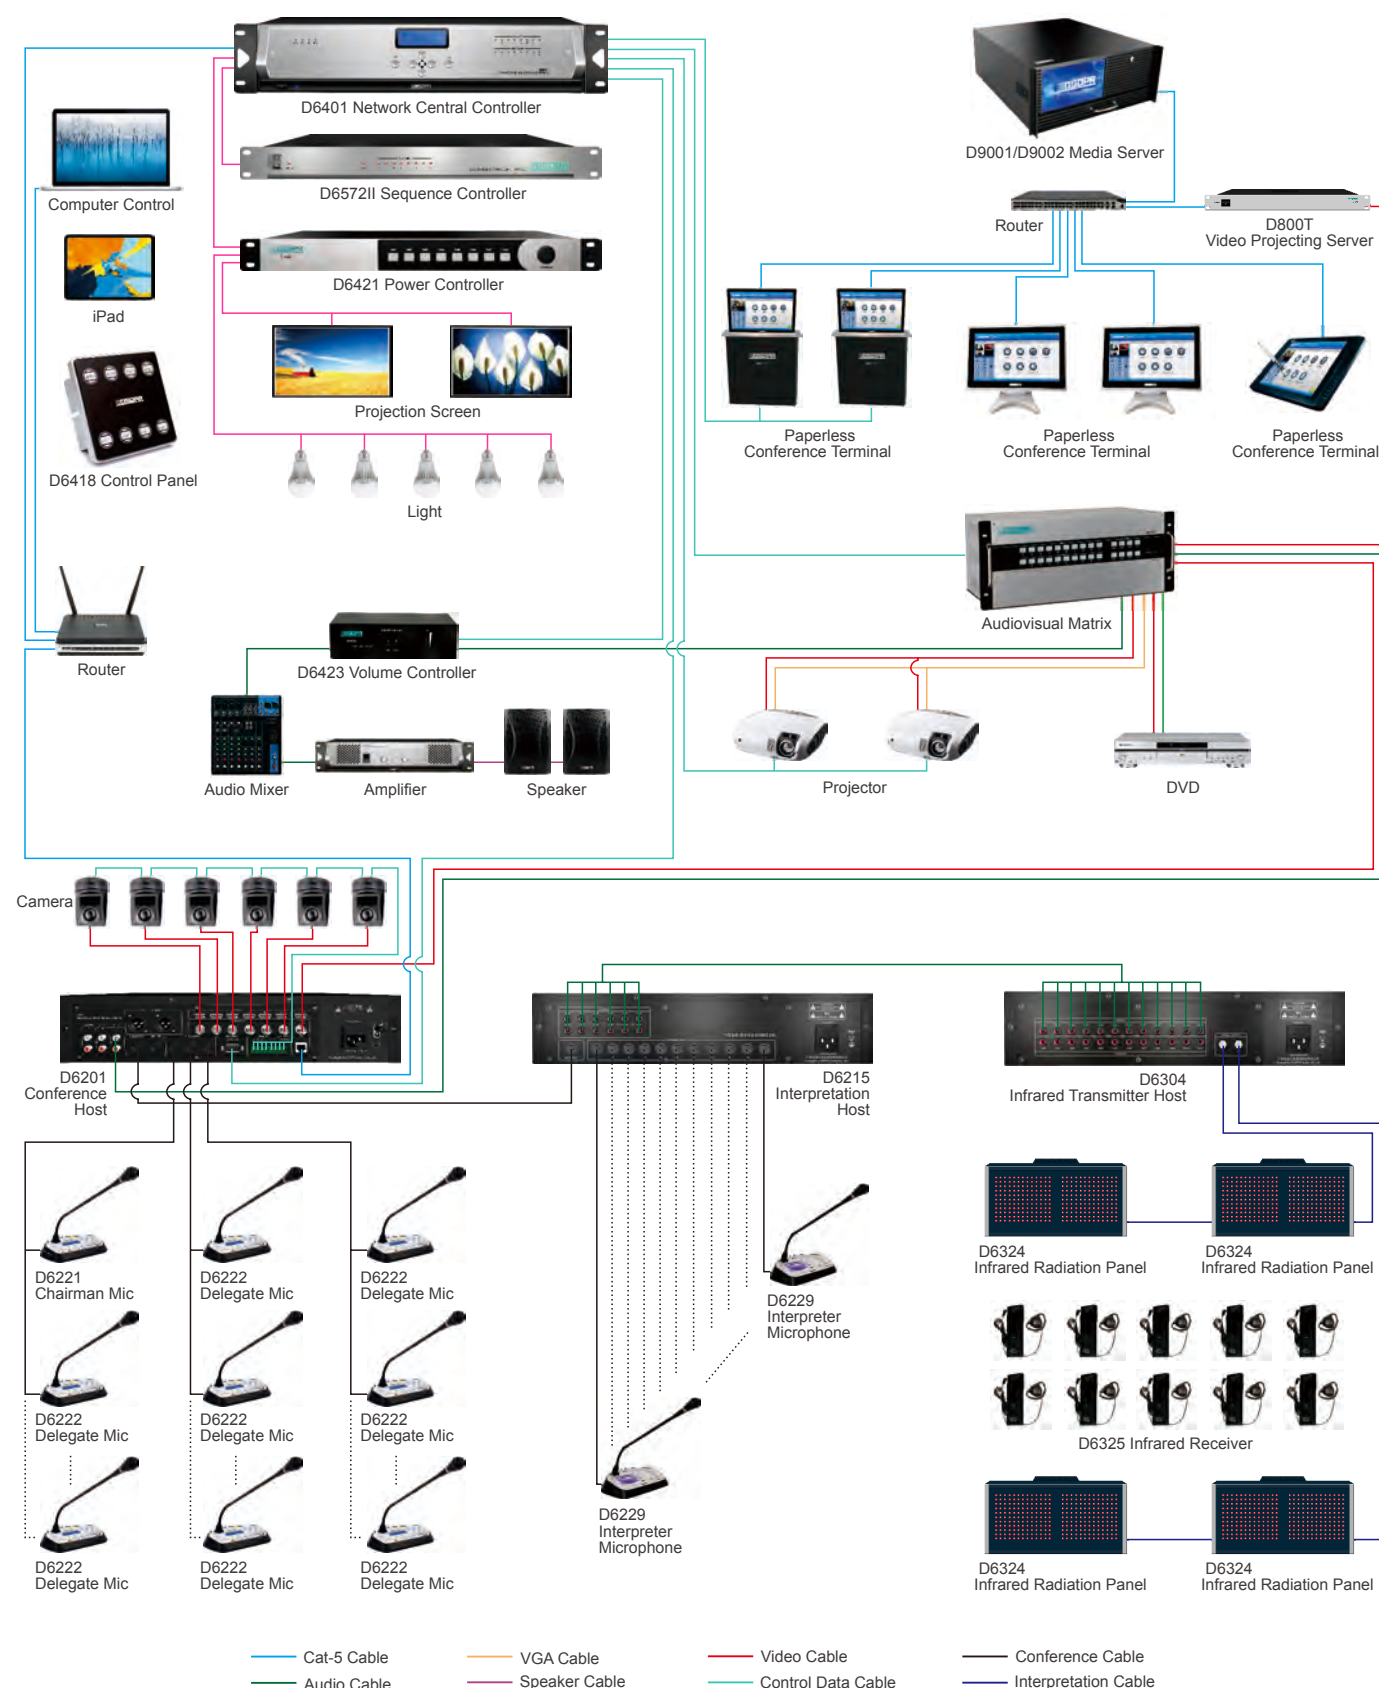 D6401 Network Central Controller
D9001/D9002 Media Server
Computer Control
D6572II Sequence Controller
Router
D800T
Video Projecting Server
D6421 Power Controller
iPad
Projection Screen
Paperless
Conference Terminal
Paperless
Conference Terminal
Paperless
Conference Terminal
D6418 Control Panel
Light
Audiovisual Matrix
Router
D6423 Volume Controller
Audio Mixer
Amplifier
Speaker
Projector
DVD
Camera
D6201
Conference
Host
D6215
Interpretation
Host
D6304
Infrared Transmitter Host
D6221
Chairman Mic
D6222
Delegate Mic
D6222
Delegate Mic
D6324
Infrared Radiation Panel
D6324
Infrared Radiation Panel
D6229
Interpreter
Microphone
D6222
Delegate Mic
D6222
Delegate Mic
D6222
Delegate Mic
D6325 Infrared Receiver
D6229
Interpreter
Microphone
D6222
Delegate Mic
D6222
Delegate Mic
D6222
Delegate Mic
D6324
Infrared Radiation Panel
D6324
Infrared Radiation Panel
Cat-5 Cable
VGA Cable
Video Cable
Conference Cable
Audio Cable
Speaker Cable
Control Data Cable
Interpretation Cable